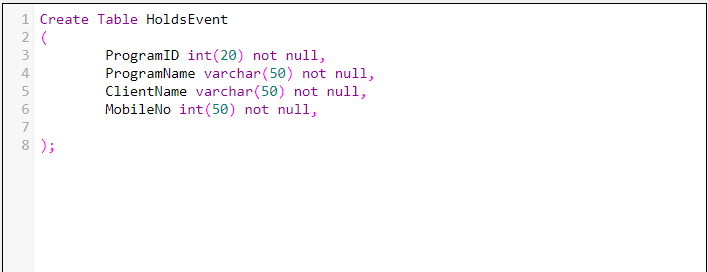 1 Create Table HoldsEvent
2 (
3 ProgramID int(20) not null,
4 ProgramName varchar(50) not null,
5 ClientName varchar(50) not null,
6 MobileNo int(50) not null,
7
8 );